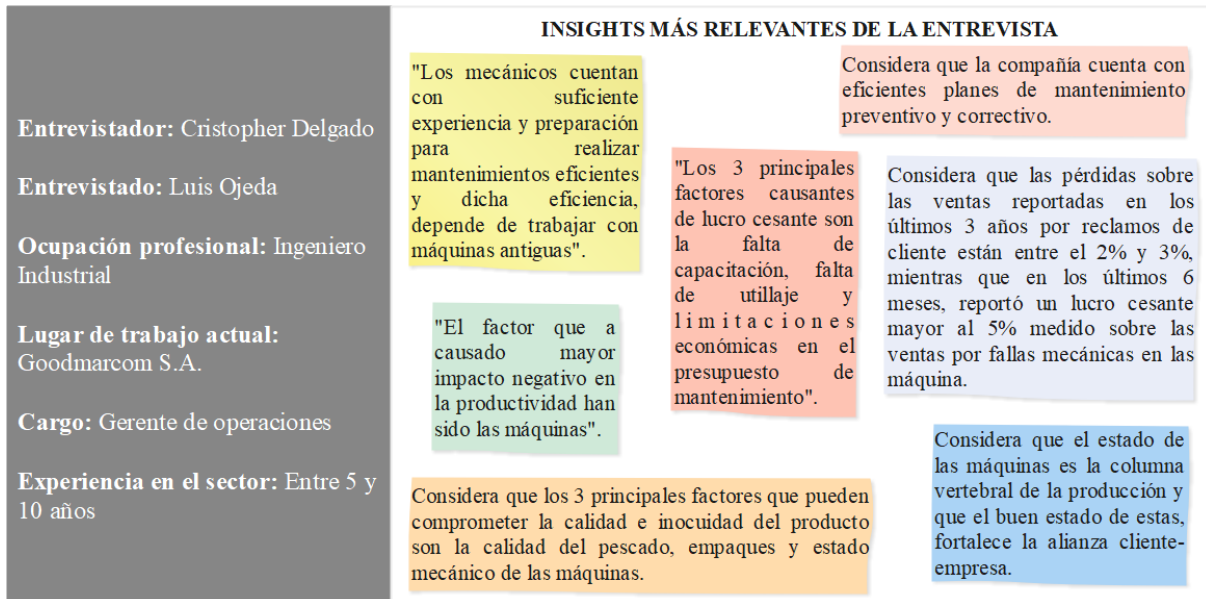 Entrevistador: Cristopher Delgado
Entrevistado: Luis Ojeda
Ocupación profesional: Ingeniero
Industrial
Lugar de trabajo actual:
Goodmarcom S.A.
Cargo: Gerente de operaciones
Experiencia en el sector: Entre 5 y
10 años
INSIGHTS MÁS RELEVANTES DE LA ENTREVISTA
"Los mecánicos cuentan
con suficiente
experiencia y preparación
para realizar
mantenimientos eficientes
y dicha eficiencia,
depende de trabajar con
máquinas antiguas".
Considera que la compañía cuenta con
eficientes planes de mantenimiento
preventivo y correctivo.
"Los 3 principales
factores causantes
de lucro cesante son
la falta de
capacitación, falta
de utillaje y
limitaciones
económicas en el
presupuesto de
mantenimiento".
Considera que las pérdidas sobre
las ventas reportadas en los
últimos 3 años por reclamos de
cliente están entre el 2% y 3%,
mientras que en los últimos 6
meses, reportó un lucro cesante
mayor al 5% medido sobre las
ventas por fallas mecánicas en las
máquina.
"El factor que a
causado mayor
impacto negativo en
la productividad han
sido las máquinas".
Considera que el estado de
las máquinas es la columna
vertebral de la producción y
que el buen estado de estas,
fortalece la alianza cliente-
empresa.
Considera que los 3 principales factores que pueden
comprometer la calidad e inocuidad del producto
son la calidad del pescado, empaques y estado
mecánico de las máquinas.